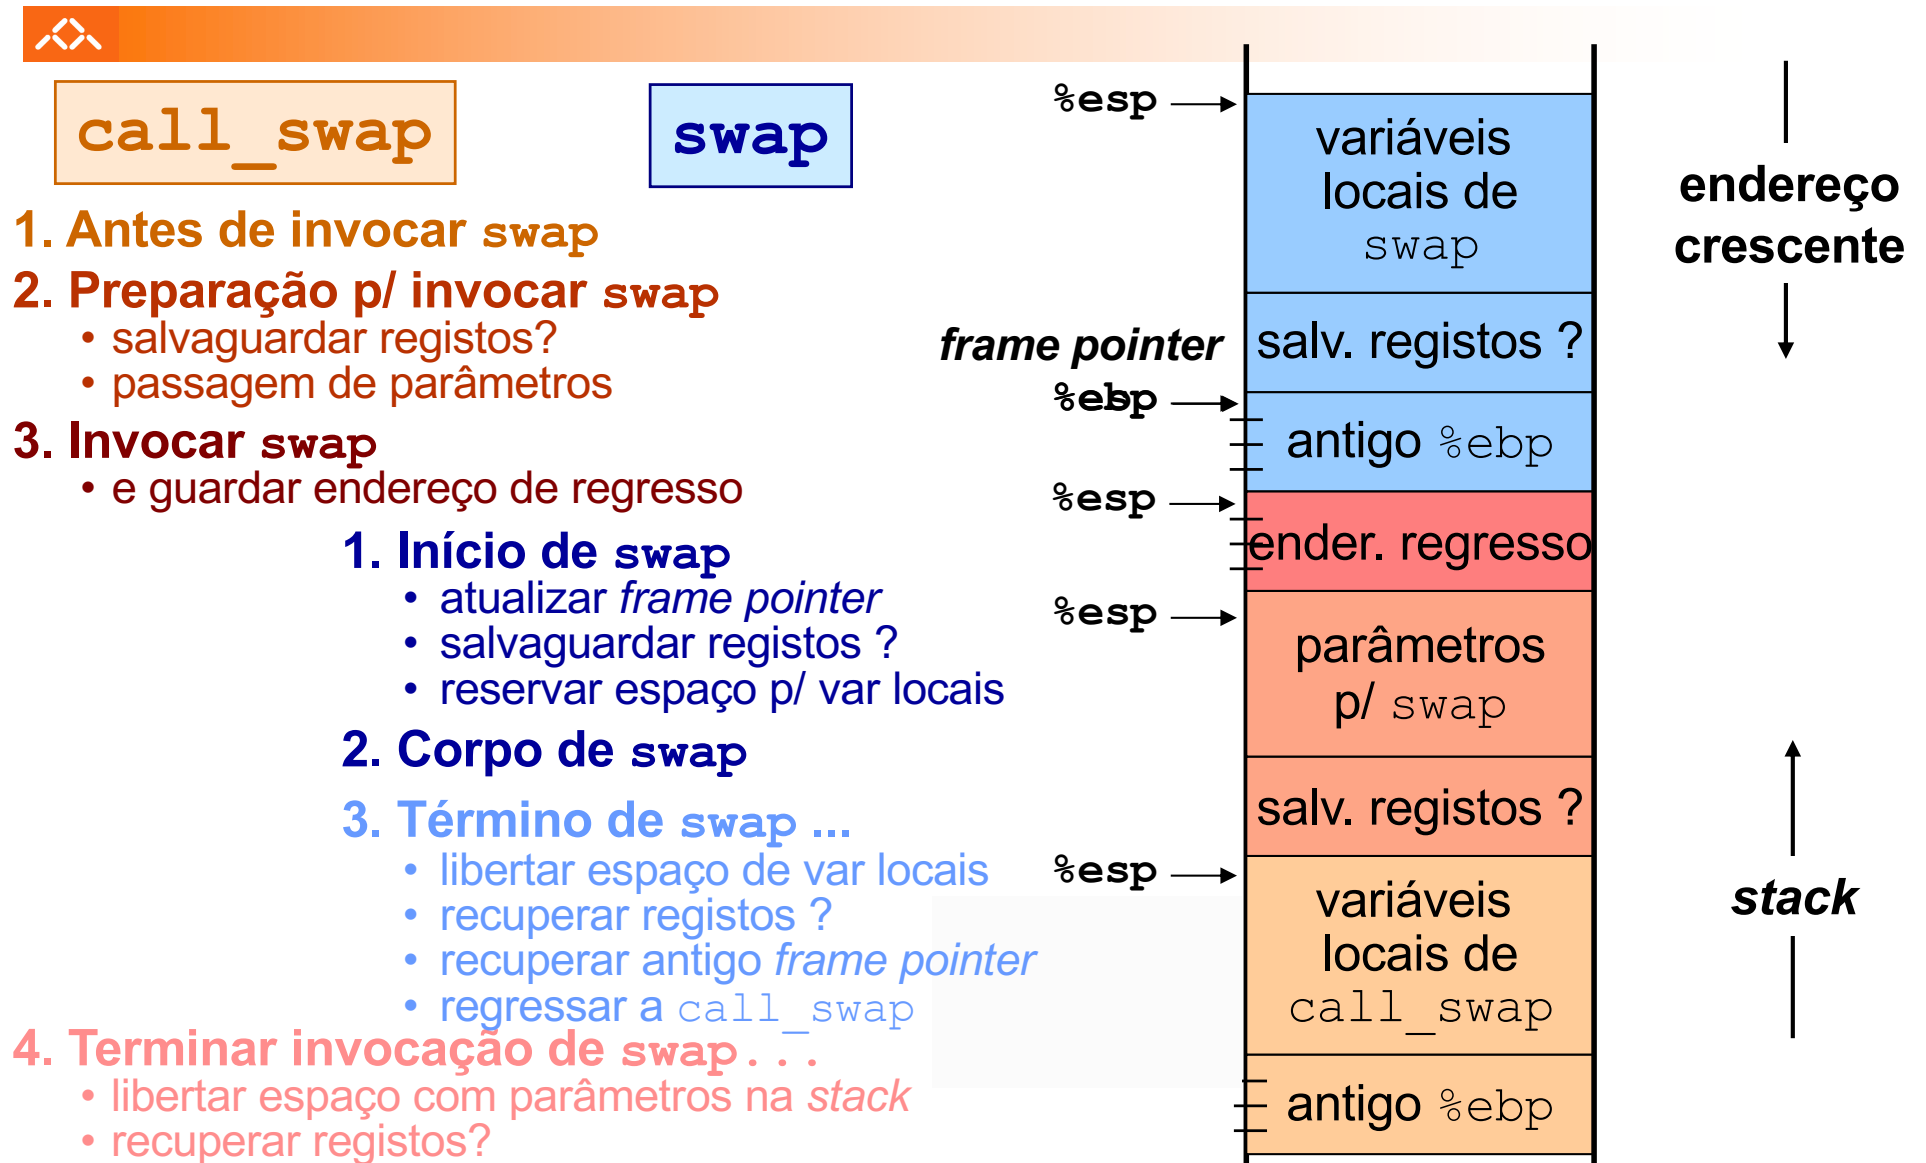 call_swap
swap
1. Antes de invocar swap
2. Preparação p/ invocar swap
• salvaguardar registos?
• passagem de parâmetros
3. Invocar swap
• e guardar endereço de regresso
1. Início de swap
• atualizar frame pointer
• salvaguardar registos ?
• reservar espaço p/ var locais
2. Corpo de swap
3. Término de swap ...
• libertar espaço de var locais
• recuperar registos ?
• recuperar antigo frame pointer
• regressar a call_swap
4. Terminar invocação de swap...
• libertar espaço com parâmetros na stack
• recuperar registos?
%esp
frame pointer
%esp
%esp
%esp
variáveis
locais de
swap
salv. registos ?
antigo %ebp
ender. regresso
parâmetros
p/ swap
salv. registos ?
variáveis
locais de
call_swap
antigo %ebp
endereço
crescente
stack